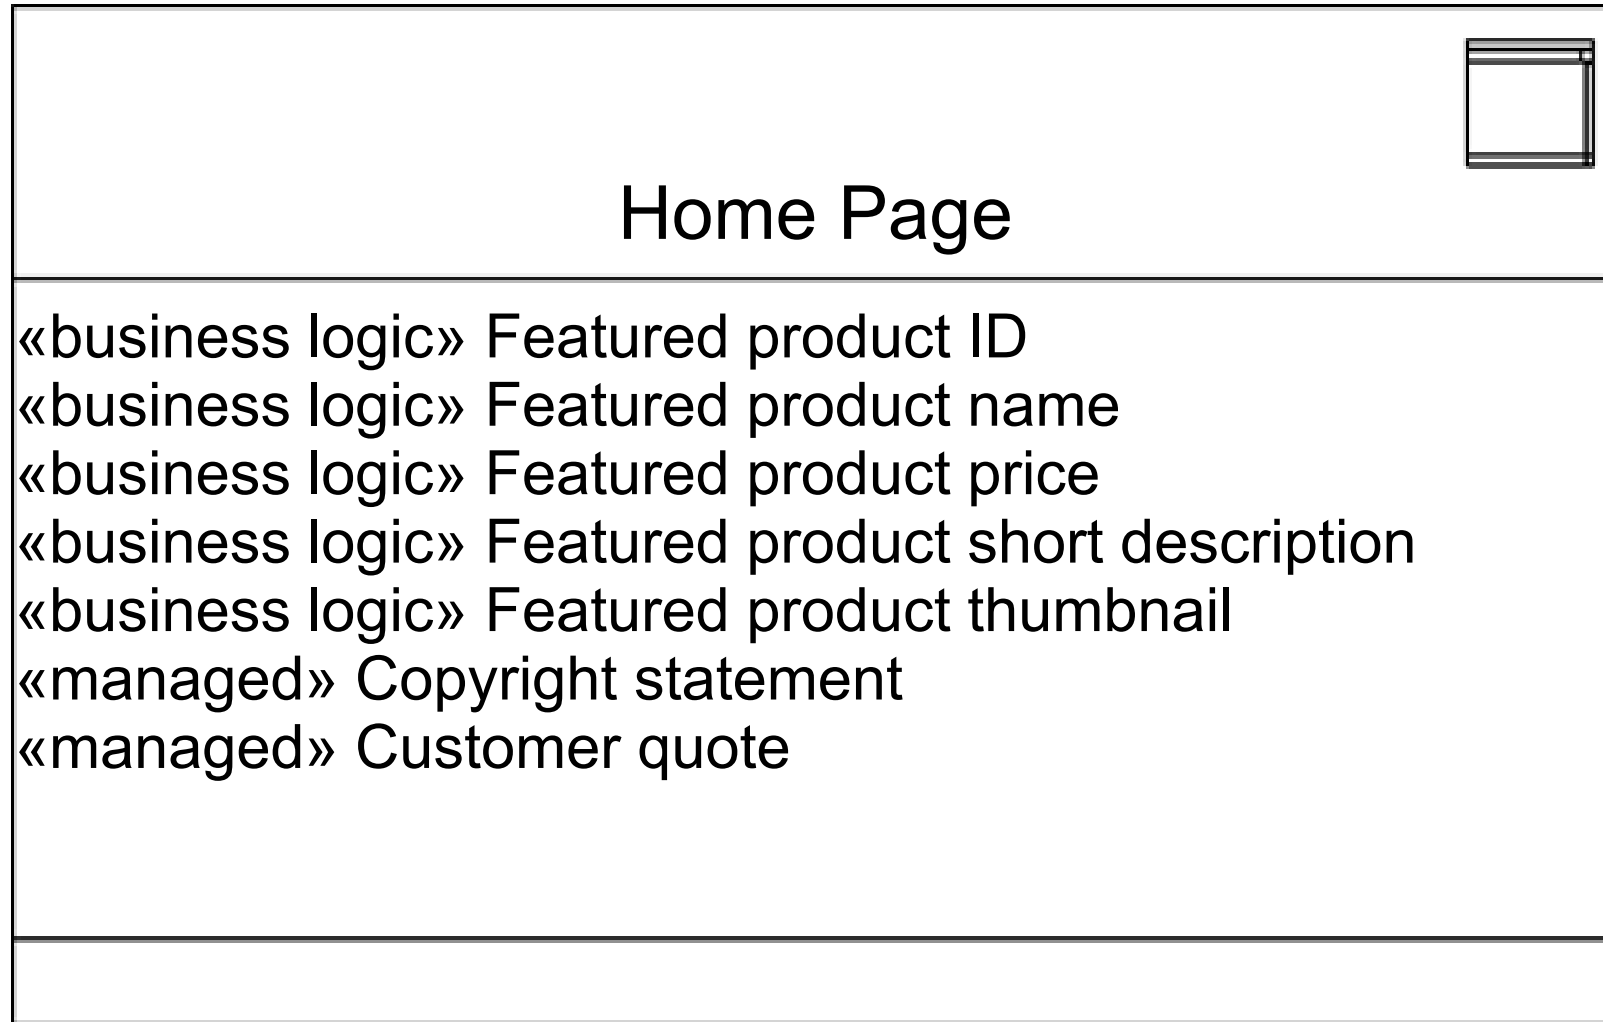 Home Page
«business logic» Featured product ID
«business logic» Featured product name
«business logic» Featured product price
«business logic» Featured product short description
«business logic» Featured product thumbnail
«managed» Copyright statement
«managed» Customer quote